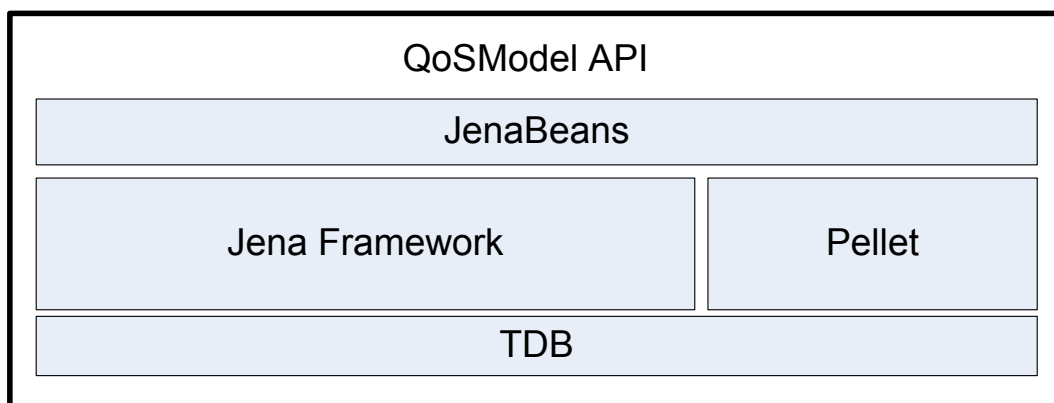 QoSModel API
JenaBeans
Jena Framework
Pellet
TDB